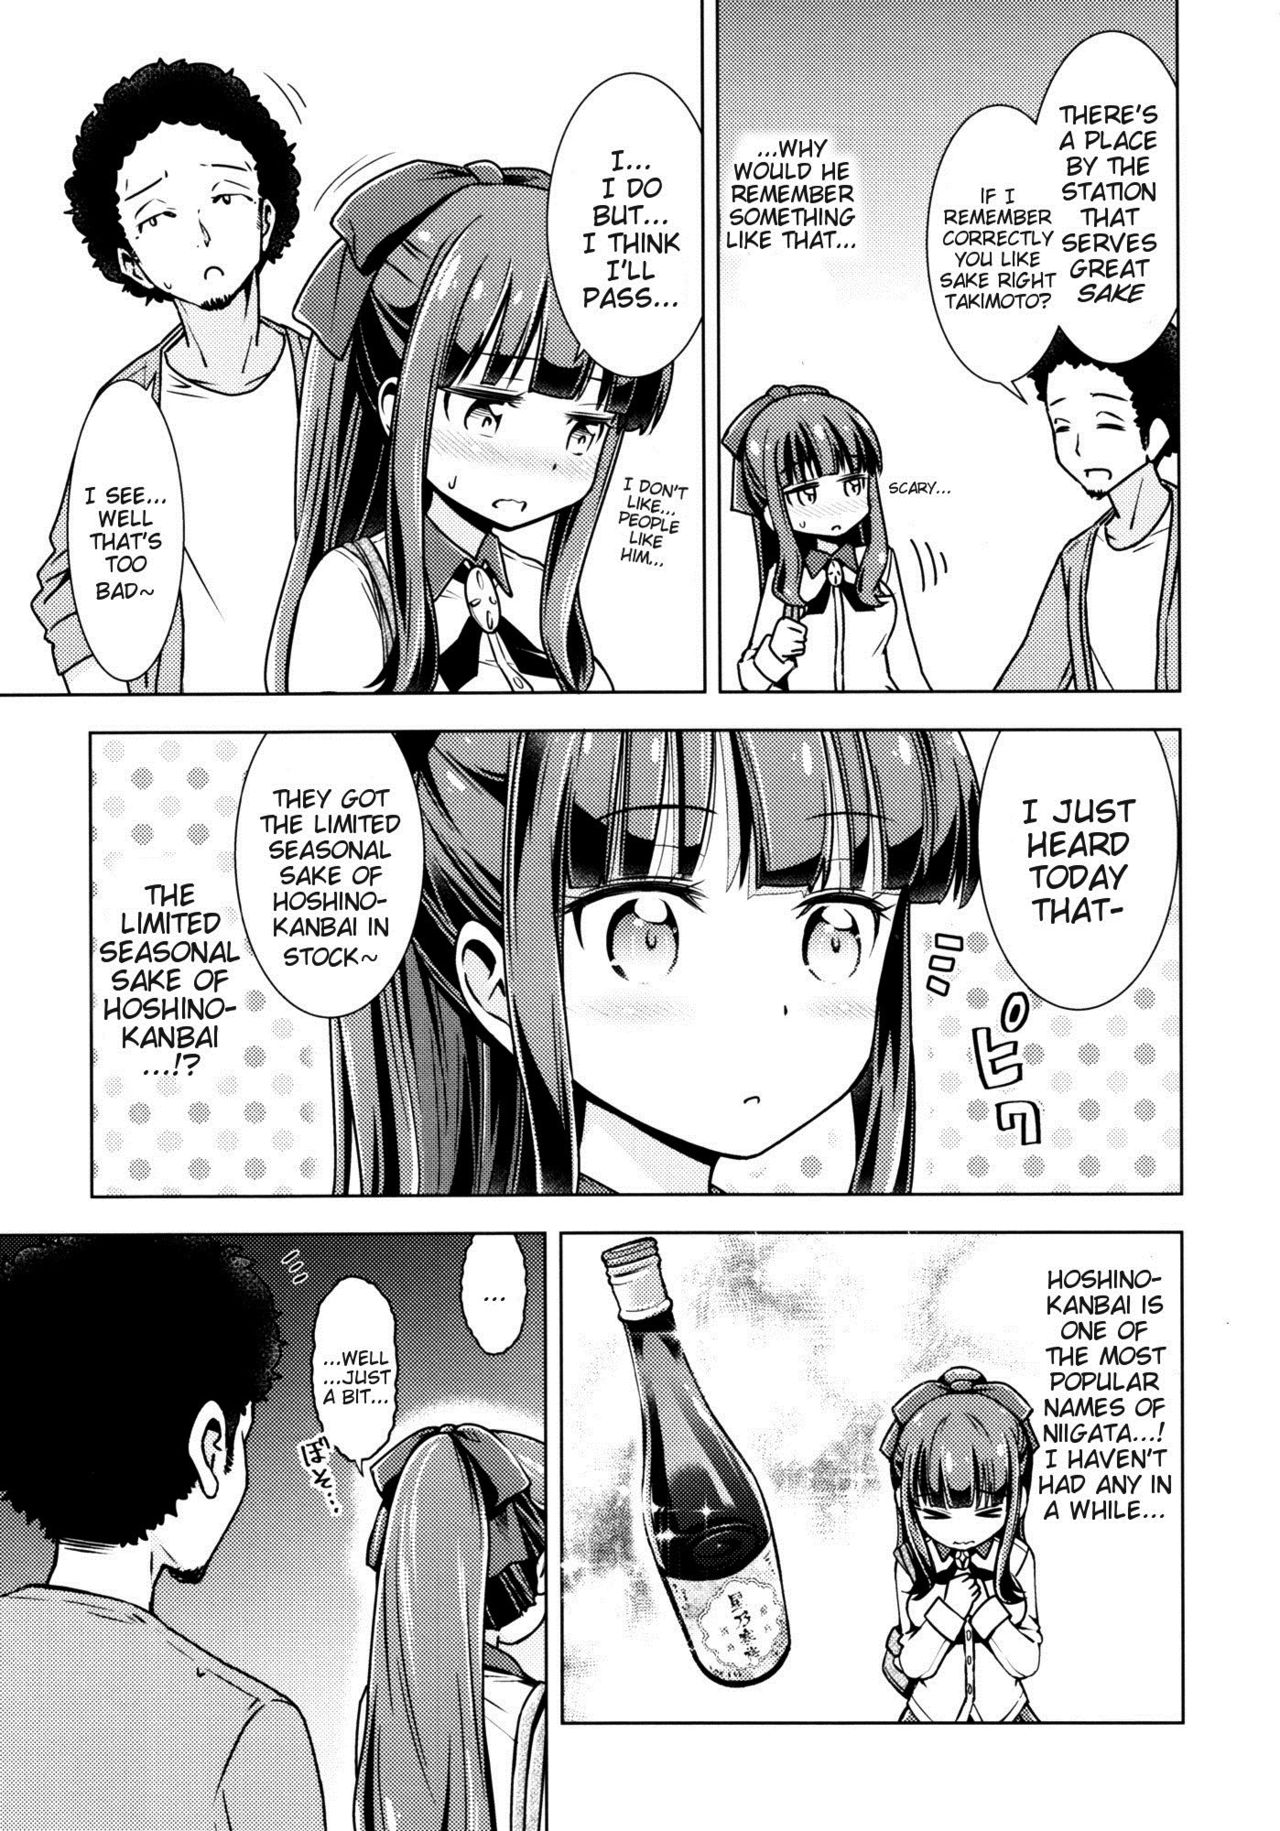 THERE'S
A PLACE
BY THE
STATION
THAT
SERVES
GREAT
SAKE
IF I
REMEMBER
CORRECTLY
YOU LIKE
SAKE RIGHT
TAKIMOTO?
...WHY
WOULD HE
REMEMBER
SOMETHING
LIKE THAT...
SCARY...
I...
I DO
BUT...
I THINK
I'LL
PASS...
I DON'T
LIKE...
PEOPLE
LIKE
HIM...
I SEE...
WELL
THAT'S
TOO
BAD~
I JUST
HEARD
TODAY
THAT-
ピク
THEY GOT
THE LIMITED
SEASONAL
SAKE OF
HOSHINO-
KANBAI IN
STOCK~
THE
LIMITED
SEASONAL
SAKE OF
HOSHINO-
KANBAI
...!?
HOSHINO-
KANBAI IS
ONE OF
THE MOST
POPULAR
NAMES OF
NIIGATA...!
I HAVEN'T
HAD ANY IN
A WHILE...
...
...WELL
...JUST
A BIT...
ぼそ...